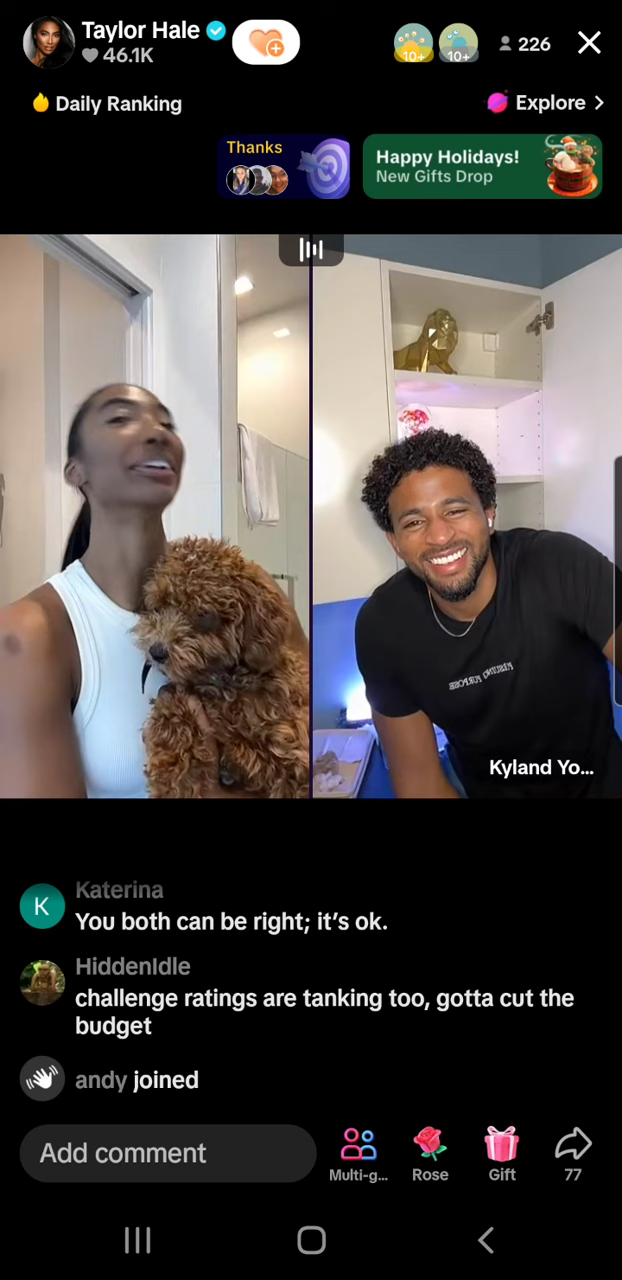 Taylor Hale
46.1K
10+
10+
226
Daily Ranking
Explore
Thanks
Happy Holidays!
New Gifts Drop
Kyland Yo...
Katerina
You both can be right; it’s ok.
HiddenIdle
challenge ratings are tanking too, gotta cut the
budget
andy joined
Add comment
Multi-g...
Rose
Gift
77